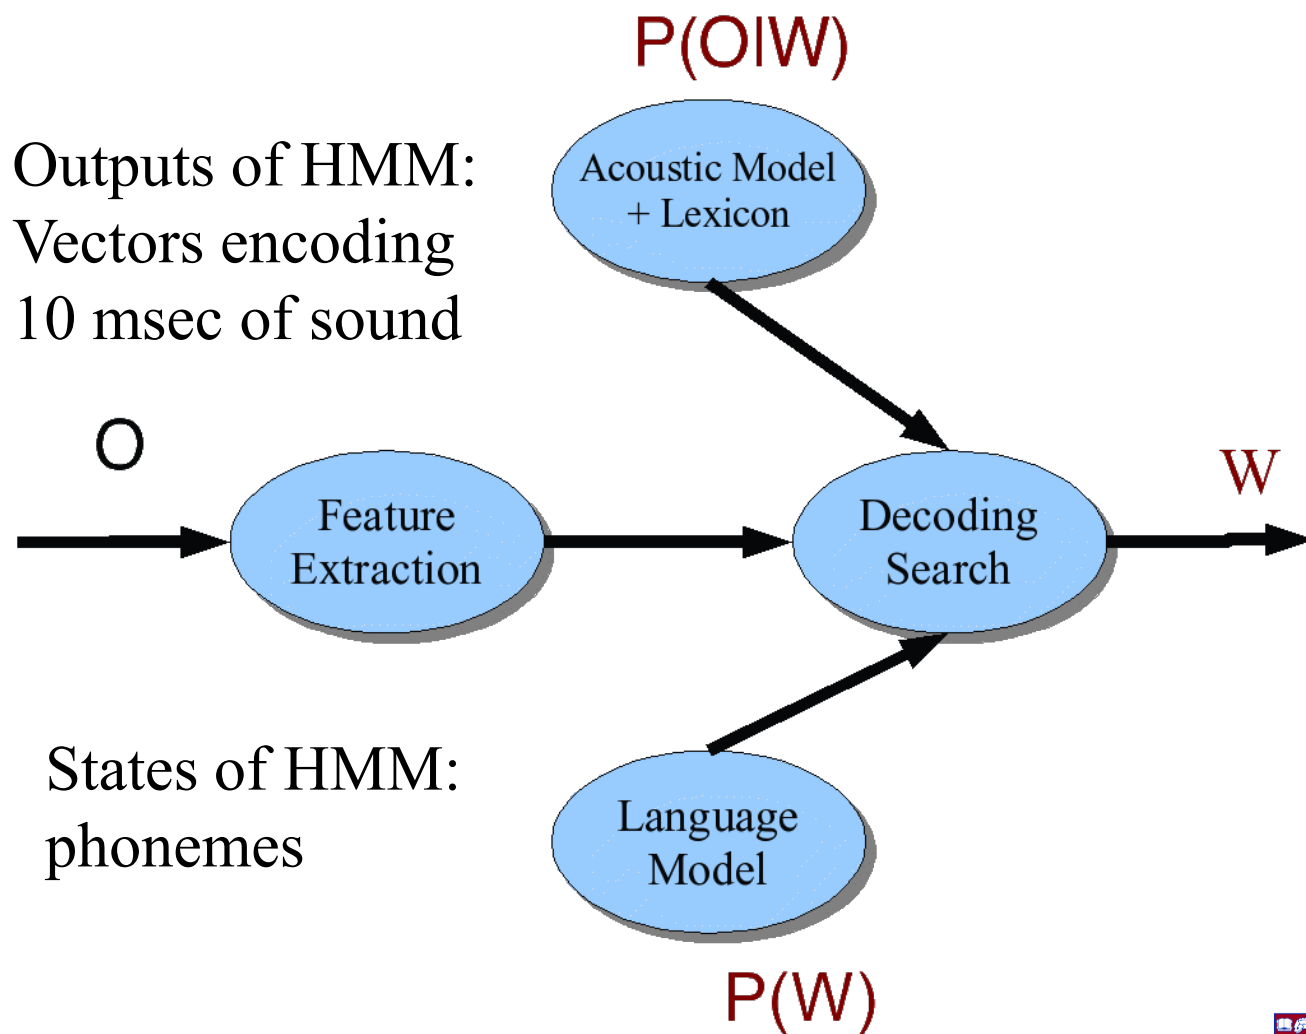 P(O|W)
Outputs of HMM:
Vectors encoding
10 msec of sound
Acoustic Model
+ Lexicon
O
Feature
Extraction
Decoding
Search
W
States of HMM:
phonemes
Language
Model
P(W)